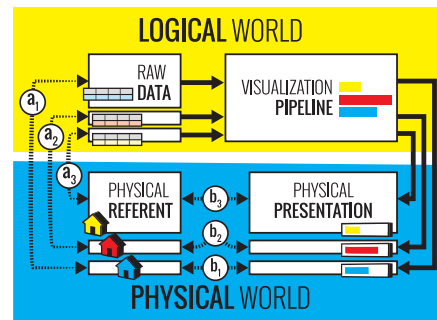 LOGICAL WORLD
RAW
DATA
VISUALIZATION
PIPELINE
a1
a2
a3
PHYSICAL
REFERENT
PHYSICAL
PRESENTATION
b3
b2
b1
PHYSICAL WORLD